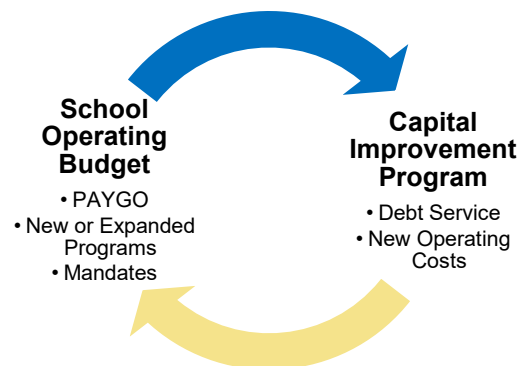 School
Operating
Budget
• PAYGO
• New or Expanded
Programs
• Mandates
Capital
Improvement
Program
• Debt Service
• New Operating
Costs